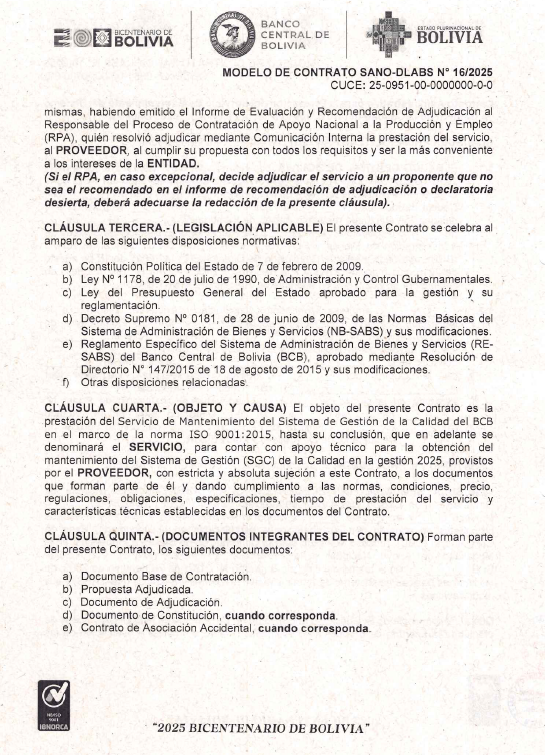 BICENTENARIO DE
BOLIVIA
BANCO
CENTRAL DE
BOLIVIA
ESTADO PLURINACIONAL DE
BOLIVIA
MODELO DE CONTRATO SANO-DLABS N° 16/2025
CUCE: 25-0951-00-0000000-0-0
mismas, habiendo emitido el Informe de Evaluación y Recomendación de Adjudicación al
Responsable del Proceso de Contratación de Apoyo Nacional a la Producción y Empleo
(RPA), quién resolvió adjudicar mediante Comunicación Interna la prestación del servicio,
al PROVEEDOR, al cumplir su propuesta con todos los requisitos y ser la más conveniente
a los intereses de la ENTIDAD.
(Si el RPA, en caso excepcional, decide adjudicar el servicio a un proponente que no
sea el recomendado en el informe de recomendación de adjudicación o declaratoria
desierta, deberá adecuarse la redacción de la presente cláusula).
CLÁUSULA TERCERA.- (LEGISLACIÓN APLICABLE) El presente Contrato se celebra al
amparo de las siguientes disposiciones normativas:
a) Constitución Política del Estado de 7 de febrero de 2009.
b) Ley Nº 1178, de 20 de julio de 1990, de Administración y Control Gubernamentales.
c) Ley del Presupuesto General del Estado aprobado para la gestión y su
reglamentación.
d) Decreto Supremo Nº 0181, de 28 de junio de 2009, de las Normas Básicas del
Sistema de Administración de Bienes y Servicios (NB-SABS) y sus modificaciones.
e) Reglamento Específico del Sistema de Administración de Bienes y Servicios (RE-
SABS) del Banco Central de Bolivia (BCB), aprobado mediante Resolución de
Directorio N° 147/2015 de 18 de agosto de 2015 y sus modificaciones.
f) Otras disposiciones relacionadas.
CLÁUSULA CUARTA.- (OBJETO Y CAUSA) El objeto del presente Contrato es la
prestación del Servicio de Mantenimiento del Sistema de Gestión de la Calidad del BCB
en el marco de la norma ISO 9001:2015, hasta su conclusión, que en adelante se
denominará el SERVICIO, para contar con apoyo técnico para la obtención del
mantenimiento del Sistema de Gestión (SGC) de la Calidad en la gestión 2025, provistos
por el PROVEEDOR, con estricta y absoluta sujeción a este Contrato, a los documentos
que forman parte de él y dando cumplimiento a las normas, condiciones, precio,
regulaciones, obligaciones, especificaciones, tiempo de prestación del servicio y
características técnicas establecidas en los documentos del Contrato.
CLÁUSULA QUINTA.- (DOCUMENTOS INTEGRANTES DEL CONTRATO) Forman parte
del presente Contrato, los siguientes documentos:
a) Documento Base de Contratación.
b) Propuesta Adjudicada.
c) Documento de Adjudicación.
d) Documento de Constitución, cuando corresponda.
e) Contrato de Asociación Accidental, cuando corresponda.
IBNORCA
"2025 BICENTENARIO DE BOLIVIA"